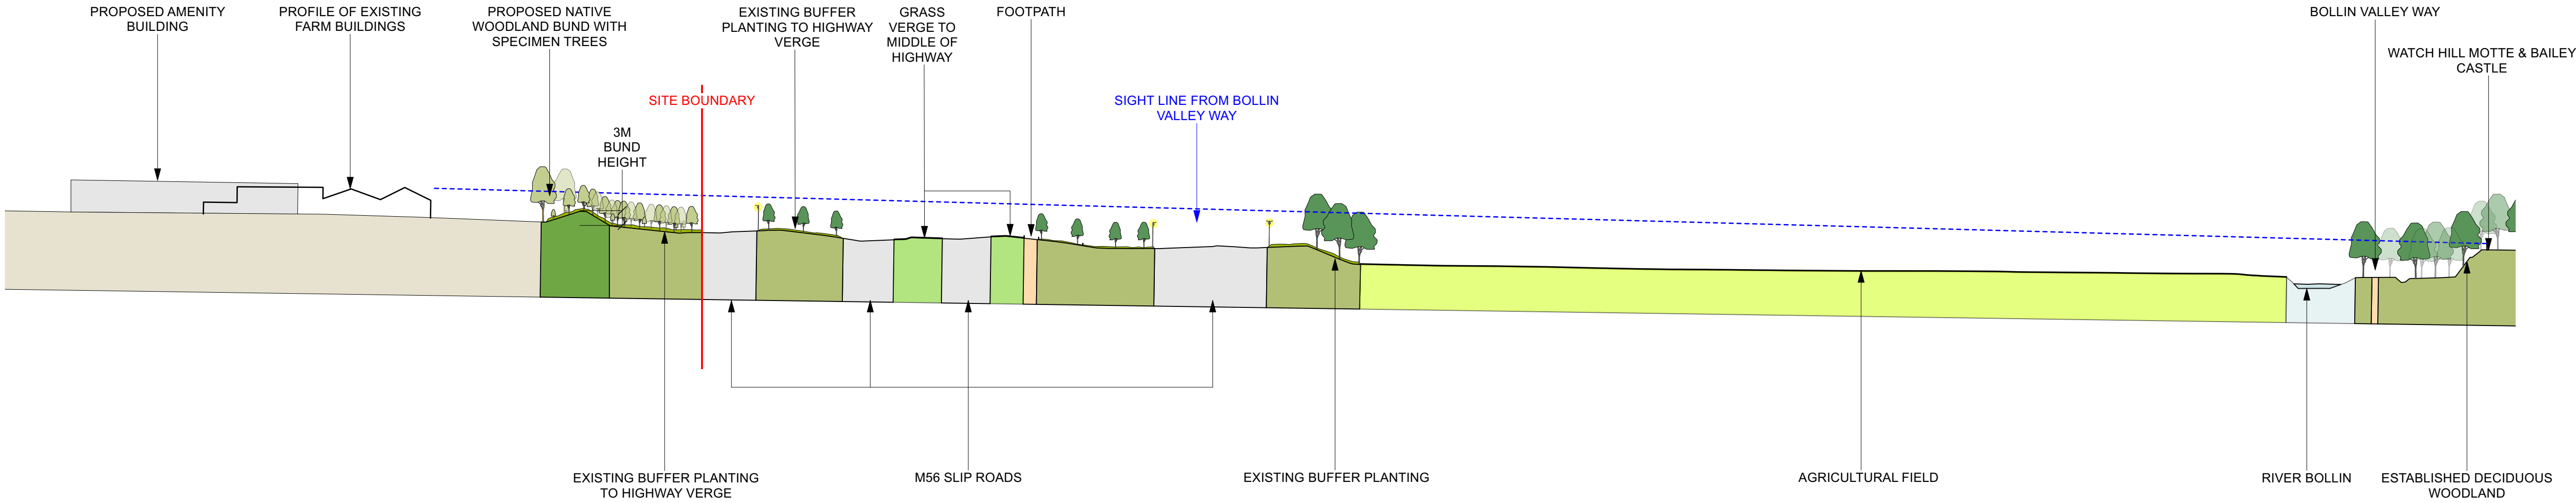 PROPOSED AMENITY
BUILDING
PROFILE OF EXISTING
FARM BUILDINGS
PROPOSED NATIVE
WOODLAND BUND WITH
SPECIMEN TREES
EXISTING BUFFER
PLANTING TO HIGHWAY
VERGE
GRASS
VERGE TO
MIDDLE OF
HIGHWAY
FOOTPATH
BOLLIN VALLEY WAY
WATCH HILL MOTTE & BAILEY
CASTLE
SITE BOUNDARY
SIGHT LINE FROM BOLLIN
VALLEY WAY
3M
BUND
HEIGHT
EXISTING BUFFER PLANTING
TO HIGHWAY VERGE
M56 SLIP ROADS
EXISTING BUFFER PLANTING
AGRICULTURAL FIELD
RIVER BOLLIN
ESTABLISHED DECIDUOUS
WOODLAND